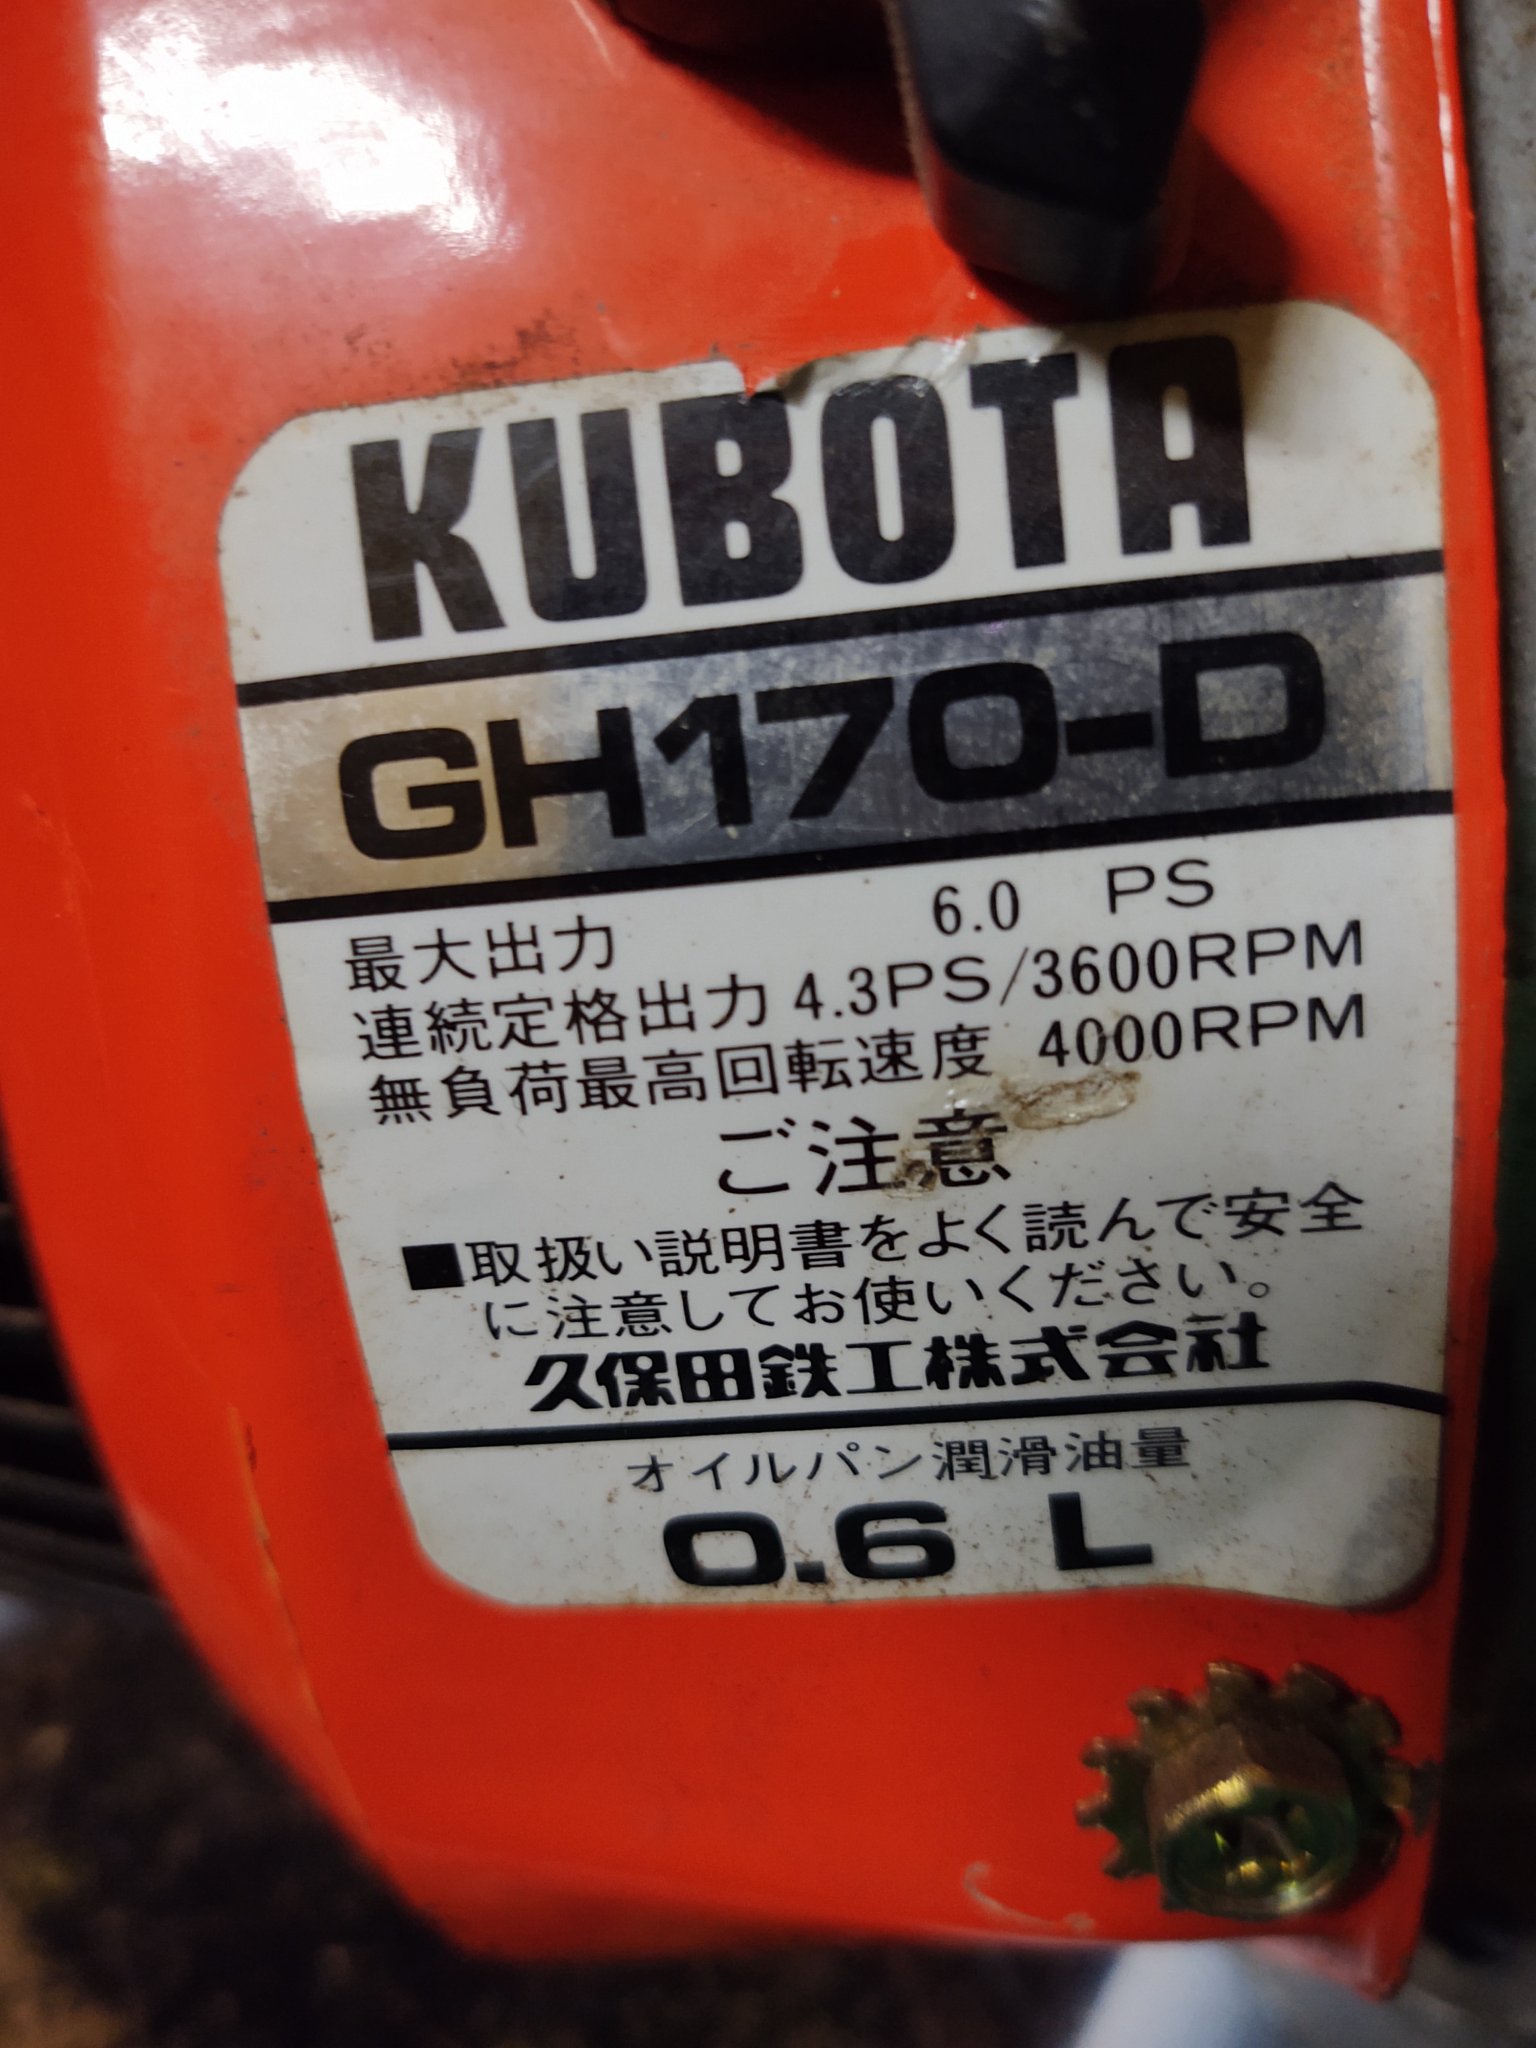 KUBOTA
GH170-D
最大出力 6.0 PS
連続定格出力 4.3PS/3600RPM
無負荷最高回転速度 4000RPM
ご注意
■取扱い説明書をよく読んで安全
に注意してお使いください。
久保田鉄工株式会社
オイルパン潤滑油量
0.6 L